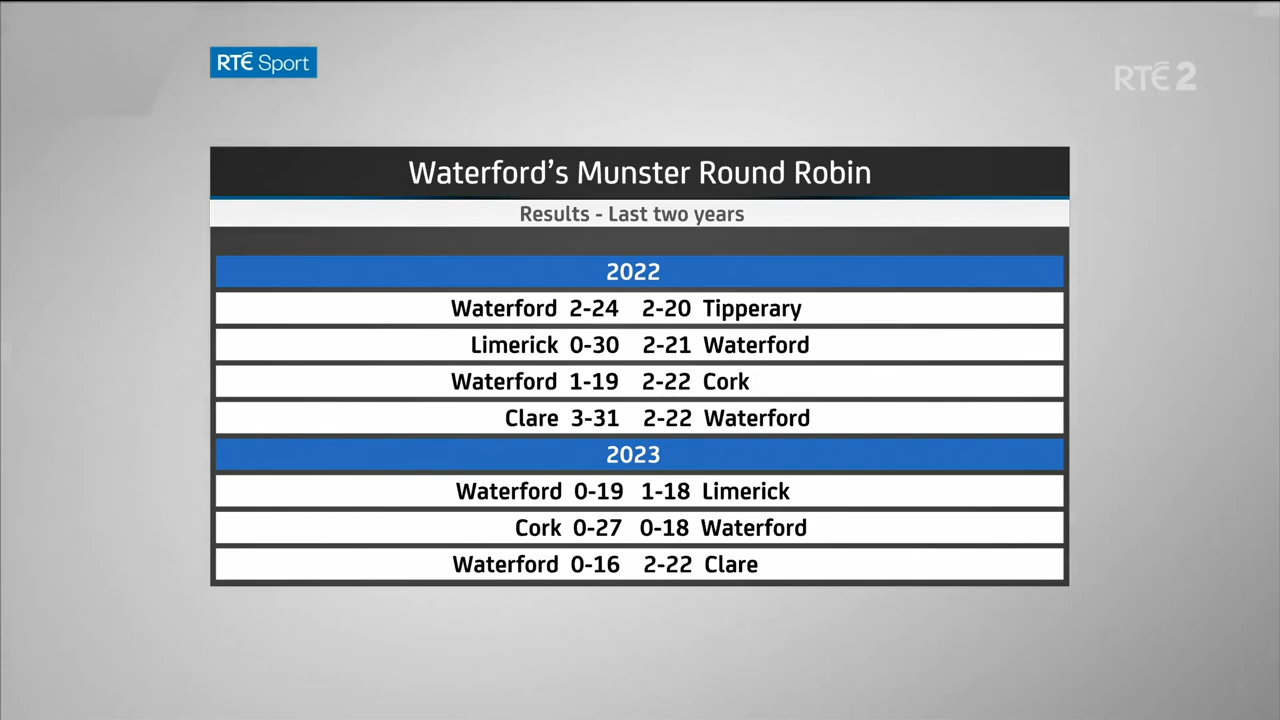 RTÉ Sport
RTÉ 2
Waterford's Munster Round Robin
Results - Last two years
2022
Waterford 2-24 2-20 Tipperary
Limerick 0-30 2-21 Waterford
Waterford 1-19 2-22 Cork
Clare 3-31 2-22 Waterford
2023
Waterford 0-19 1-18 Limerick
Cork 0-27 0-18 Waterford
Waterford 0-16 2-22 Clare